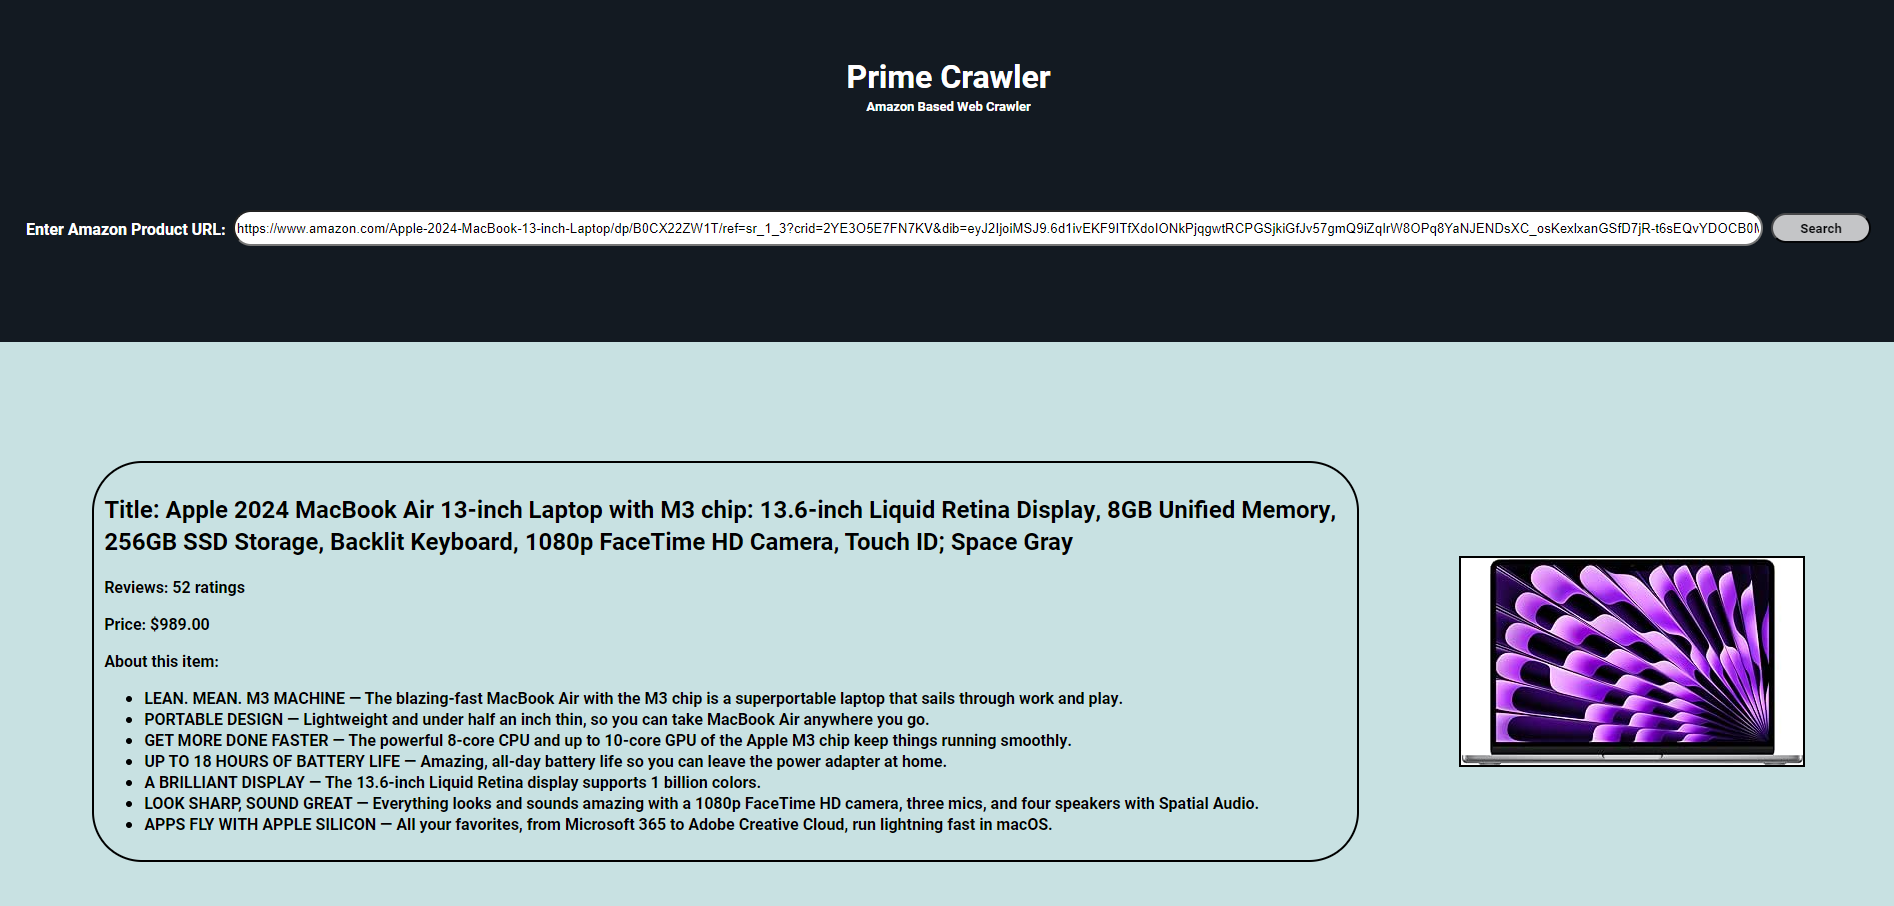 Prime Crawler
Amazon Based Web Crawler
Enter Amazon Product URL: https://www.amazon.com/Apple-2024-MacBook-13-inch-Laptop/dp/B0CX22ZW1T/ref=sr_1_3?crid=2YE3O5E7FN7KV&dib=eyJ2IjoiMSJ9.6d1ivEKF9ITfXdoIONkPjqgwtRCPGSjkiGfJv57gmQ9iZqIrW8OPq8YaNJENDsXC_osKexIxanGSfD7jR-t6sEQvYDOCB0M Search
Title: Apple 2024 MacBook Air 13-inch Laptop with M3 chip: 13.6-inch Liquid Retina Display, 8GB Unified Memory,
256GB SSD Storage, Backlit Keyboard, 1080p FaceTime HD Camera, Touch ID; Space Gray
Reviews: 52 ratings
Price: $989.00
About this item:
• LEAN. MEAN. M3 MACHINE — The blazing-fast MacBook Air with the M3 chip is a superportable laptop that sails through work and play.
• PORTABLE DESIGN — Lightweight and under half an inch thin, so you can take MacBook Air anywhere you go.
• GET MORE DONE FASTER — The powerful 8-core CPU and up to 10-core GPU of the Apple M3 chip keep things running smoothly.
• UP TO 18 HOURS OF BATTERY LIFE — Amazing, all-day battery life so you can leave the power adapter at home.
• A BRILLIANT DISPLAY — The 13.6-inch Liquid Retina display supports 1 billion colors.
• LOOK SHARP, SOUND GREAT — Everything looks and sounds amazing with a 1080p FaceTime HD camera, three mics, and four speakers with Spatial Audio.
• APPS FLY WITH APPLE SILICON — All your favorites, from Microsoft 365 to Adobe Creative Cloud, run lightning fast in macOS.